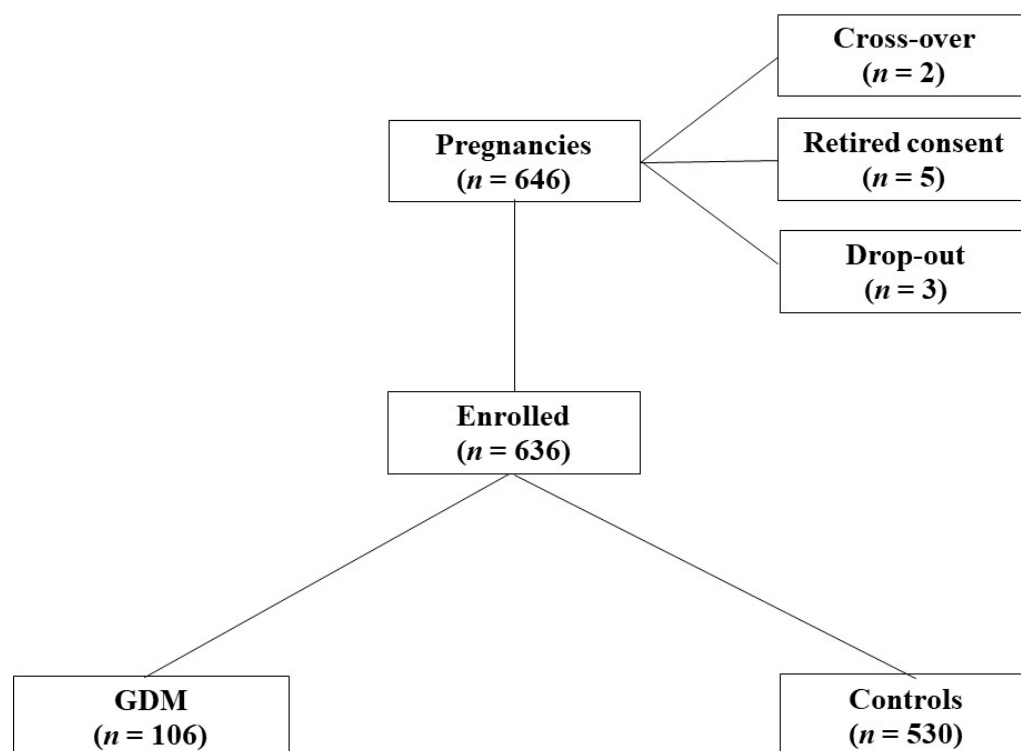 Cross-over
(n = 2)
Pregnancies
(n = 646)
Retired consent
(n = 5)
Drop-out
(n = 3)
Enrolled
(n = 636)
GDM
(n = 106)
Controls
(n = 530)